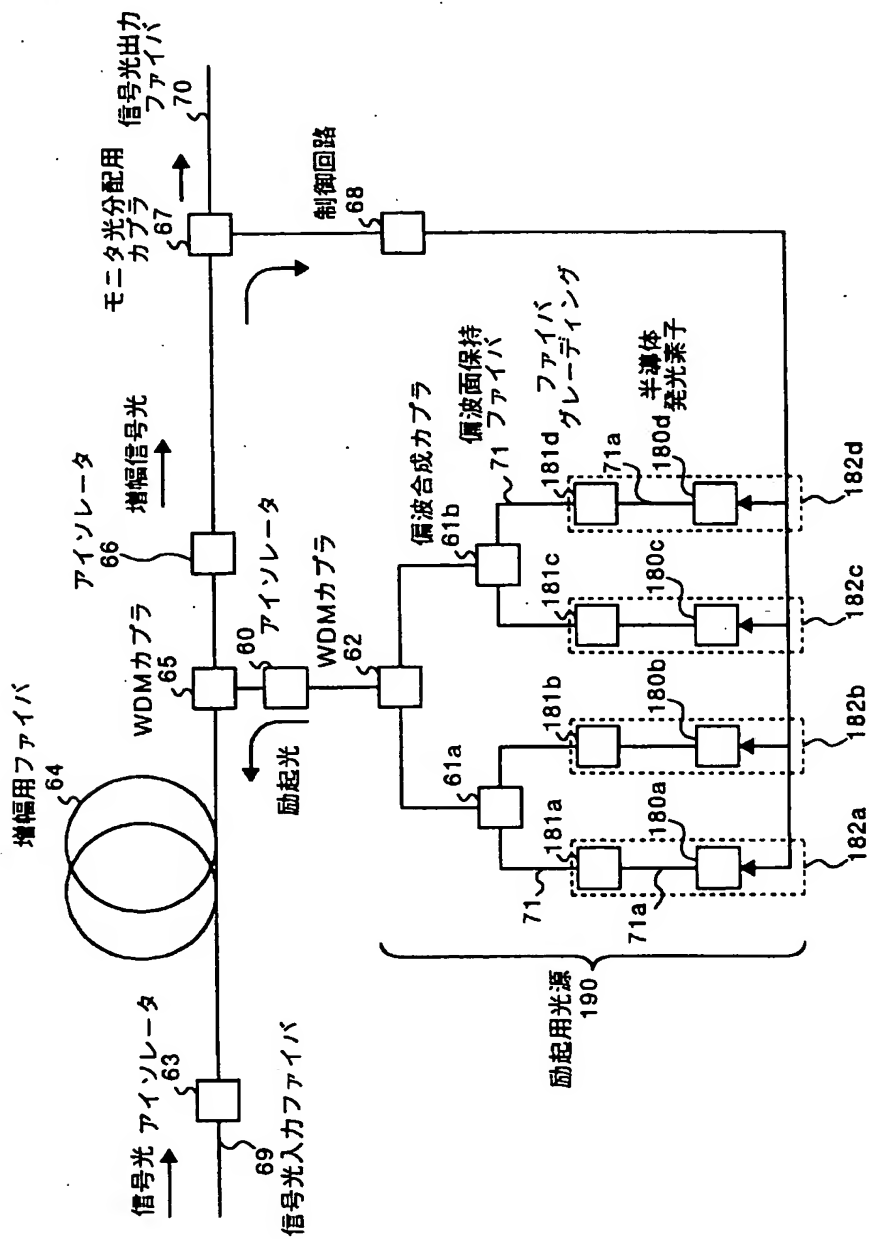 増幅用ファイバ
64
信号光
アイソレータ
63
69
信号光入力ファイバ
WDMカプラ
65
アイソレータ
66
増幅信号光
モニタ光分配用
カプラ
67
信号光出力
ファイバ
70
制御回路
68
60
アイソレータ
励起光
WDMカプラ
62
偏波合成カプラ
61a
61b
偏波面保持
ファイバ
71
71
ファイバ
グレーディング
181a
181b
181c
181d
半導体
発光素子
71a
71a
180a
180b
180c
180d
182a
182b
182c
182d
励起用光源
190